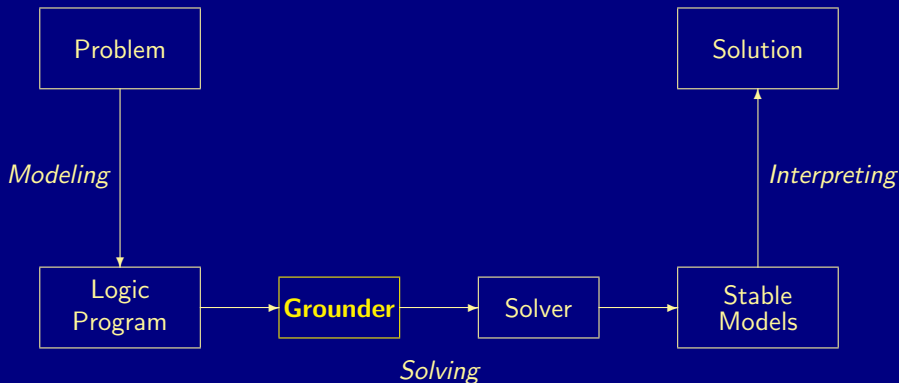 Problem
Solution
Modeling
Interpreting
Logic
Program
Grounder
Solver
Stable
Models
Solving